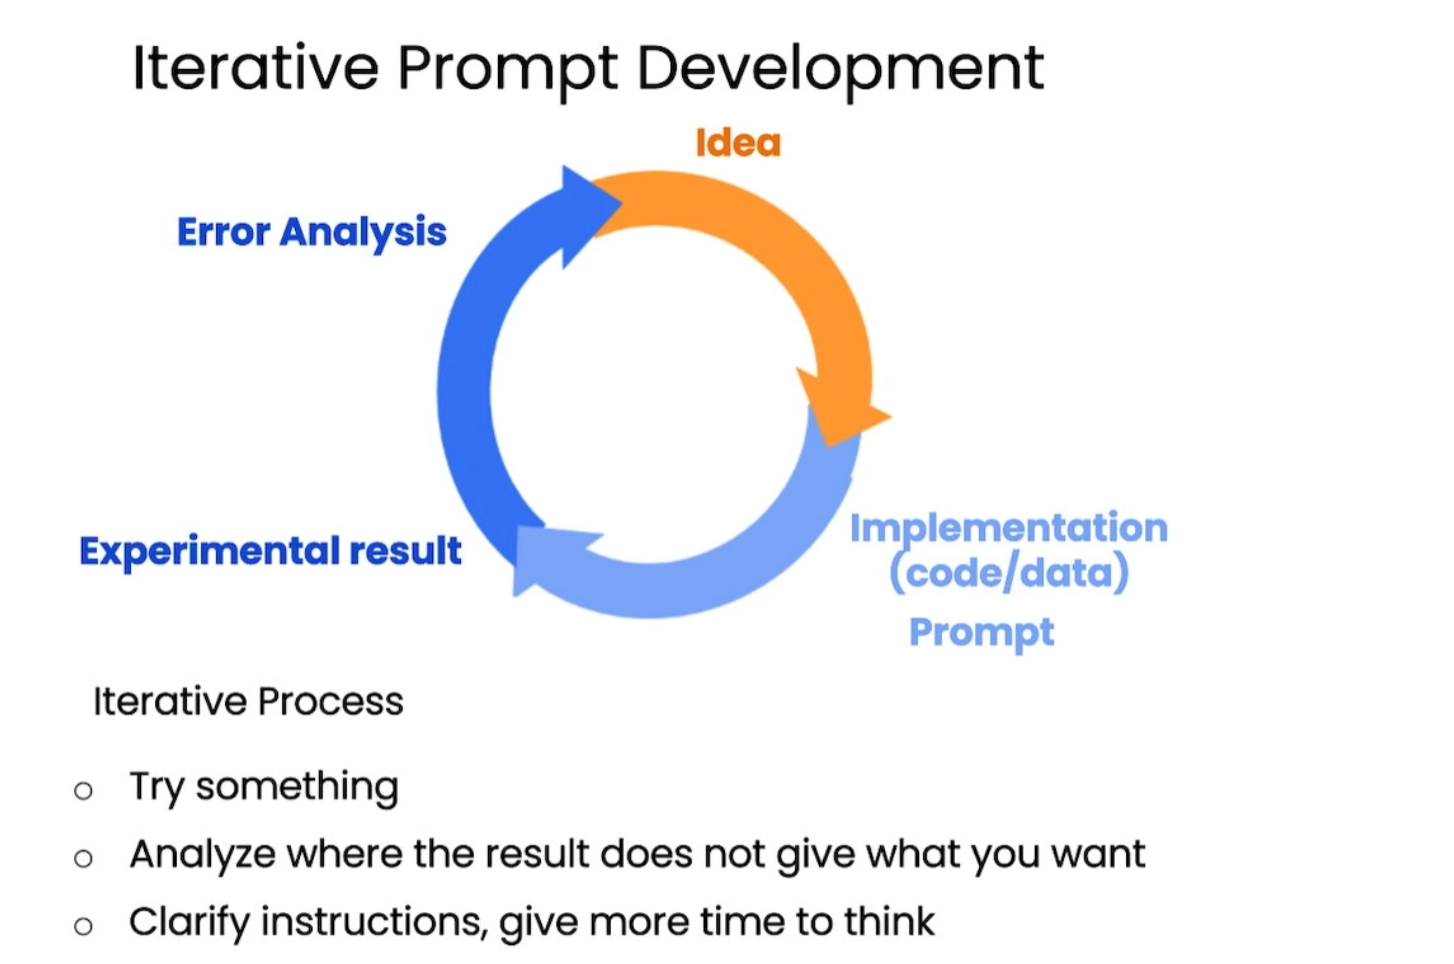 Iterative Prompt Development
Idea
Error Analysis
Implementation
(code/data)
Prompt
Experimental result
Iterative Process
o Try something
o Analyze where the result does not give what you want
o Clarify instructions, give more time to think